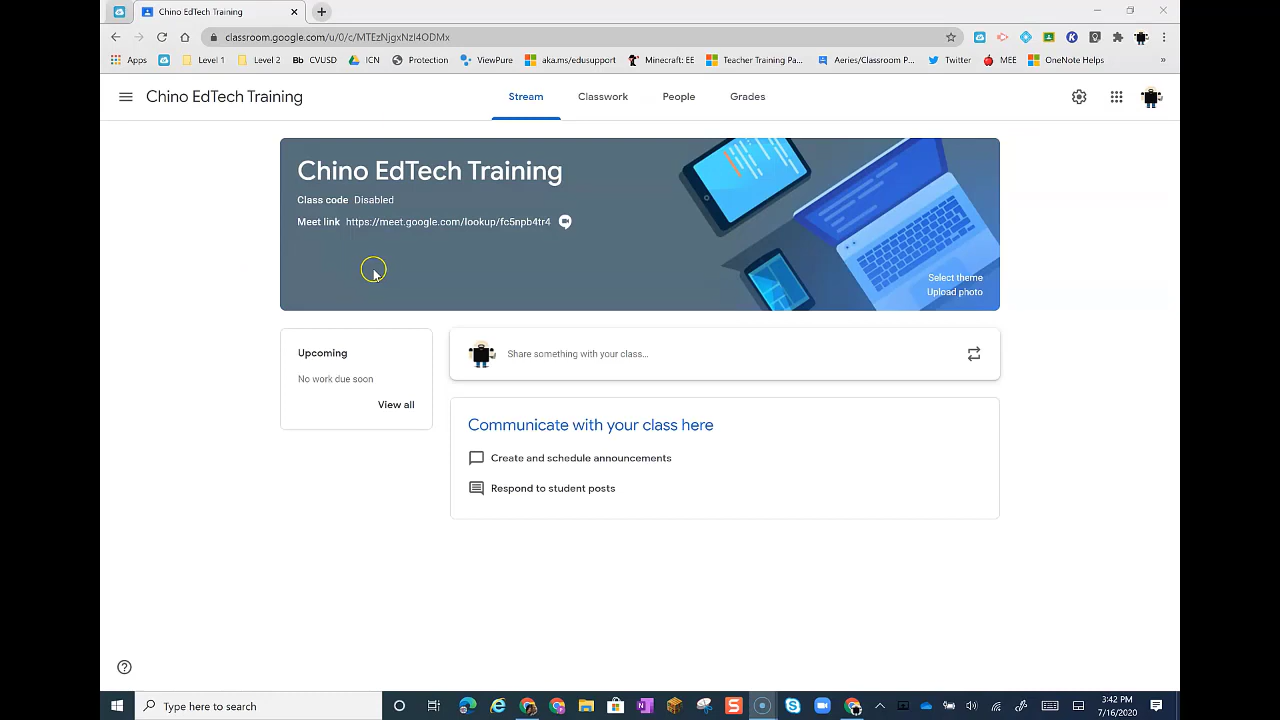 Chino EdTech Training
classroom.google.com/u/0/c/MTEzNjgxNzI4ODMx
Apps Level 1 Level 2 Bb CVUSD ICN Protection ViewPure aka.ms/edusupport Minecraft: EE Teacher Training Pa... Aeries/Classroom P... Twitter MEE OneNote Helps »
Chino EdTech Training Stream Classwork People Grades
Chino EdTech Training
Class code Disabled
Meet link https://meet.google.com/lookup/fc5npb4tr4
Select theme
Upload photo
Upcoming
No work due soon
View all
Share something with your class...
Communicate with your class here
Create and schedule announcements
Respond to student posts
Type here to search
3:42 PM
7/16/2020